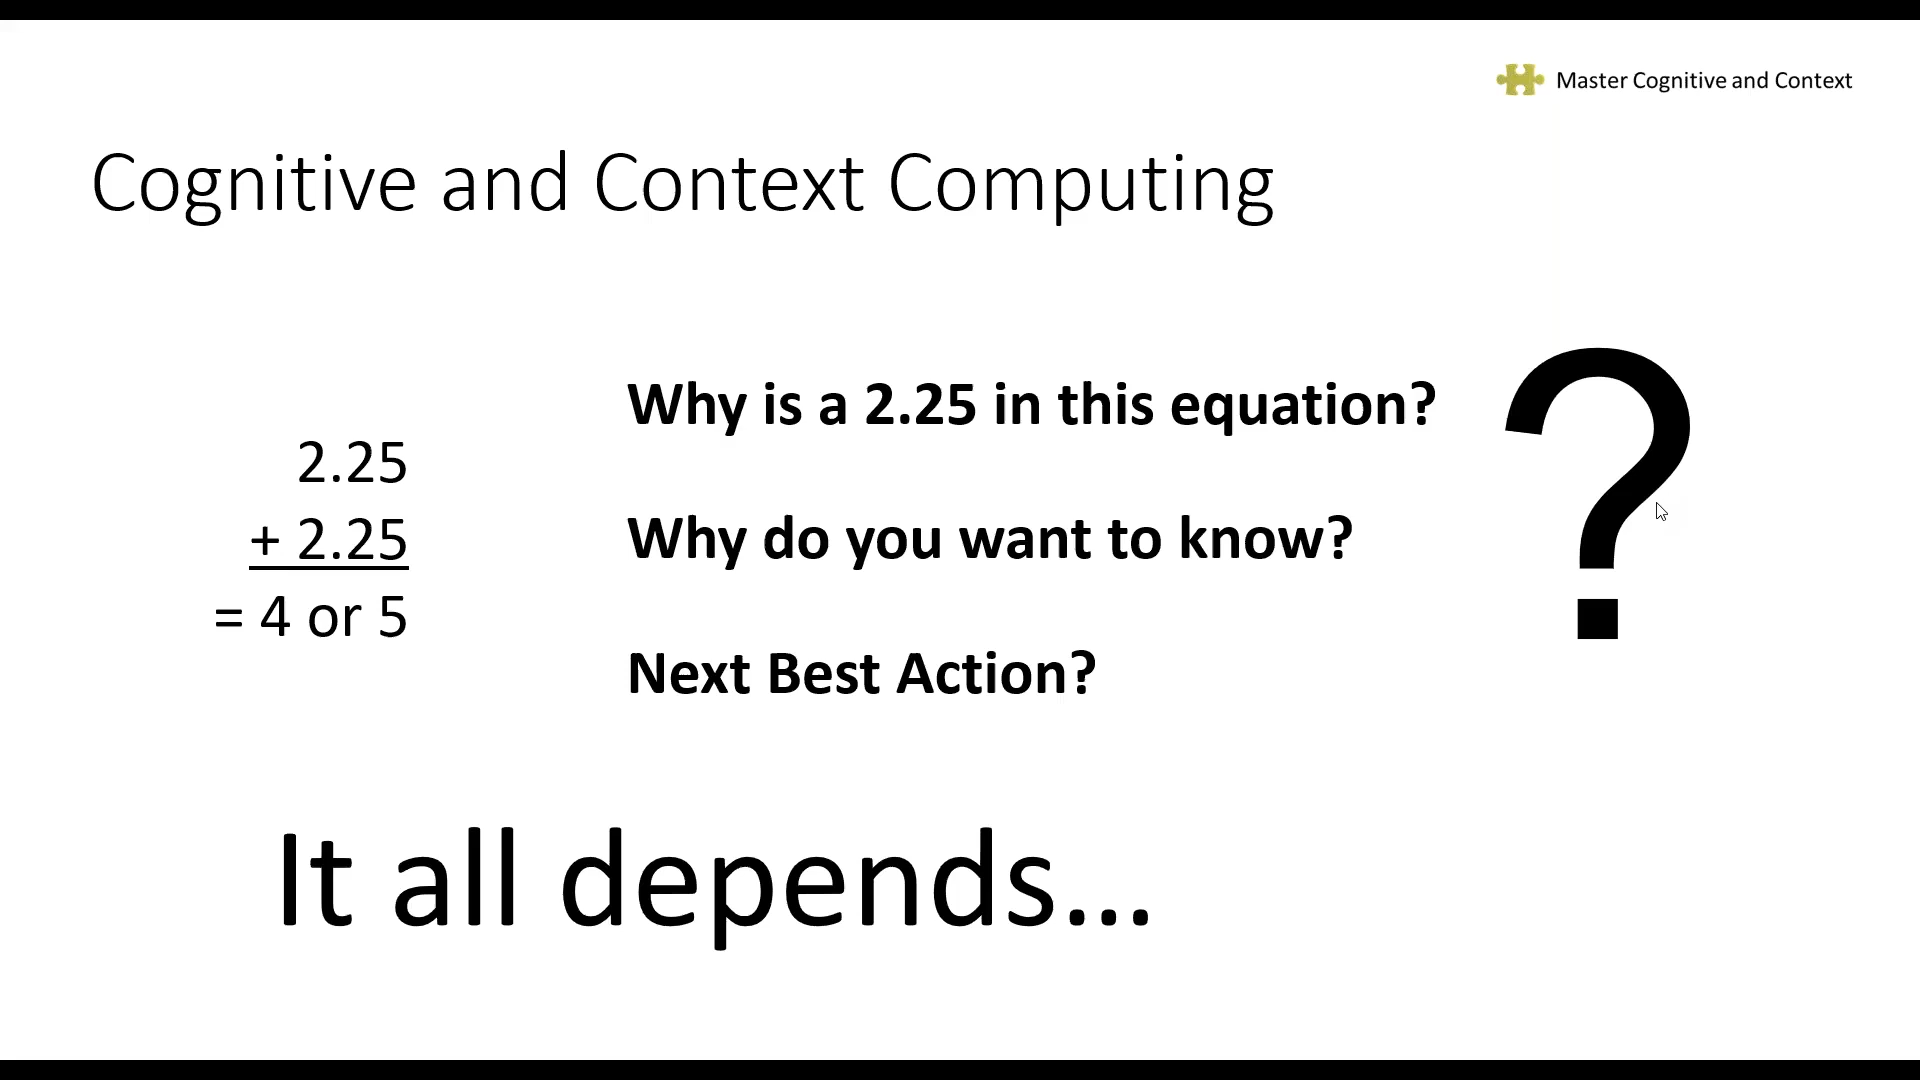 Master Cognitive and Context
Cognitive and Context Computing
2.25
+ 2.25
= 4 or 5
Why is a 2.25 in this equation?
Why do you want to know?
Next Best Action?
?
It all depends...